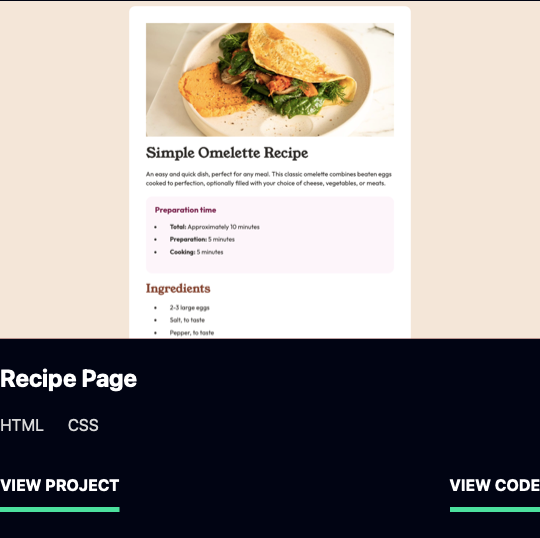 Simple Omelette Recipe
An easy and quick dish, perfect for any meal. This classic omelette combines beaten eggs
cooked to perfection, optionally filled with your choice of cheese, vegetables, or meats.
Preparation time
• Total: Approximately 10 minutes
• Preparation: 5 minutes
• Cooking: 5 minutes
Ingredients
• 2-3 large eggs
• Salt, to taste
• Pepper, to taste
Recipe Page
HTML CSS
VIEW PROJECT VIEW CODE